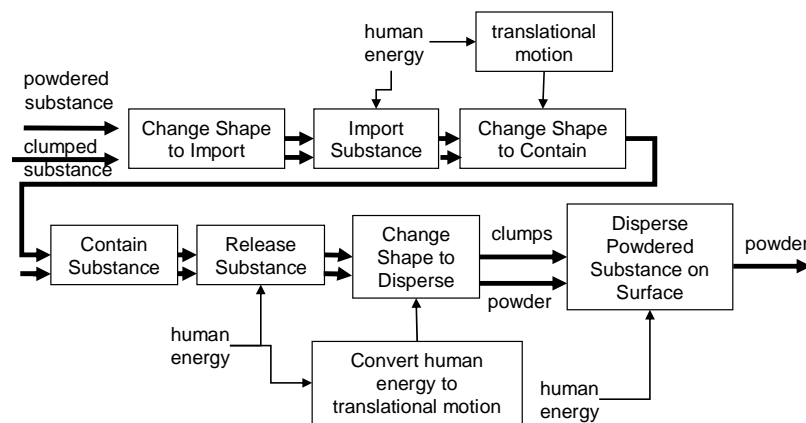 human
energy
translational
motion
powdered
substance
clumped
substance
Change Shape
to Import
Import
Substance
Change Shape
to Contain
Contain
Substance
Release
Substance
Change
Shape to
Disperse
clumps
powder
Disperse
Powdered
Substance on
Surface
powder
human
energy
Convert human
energy to
translational motion
human
energy